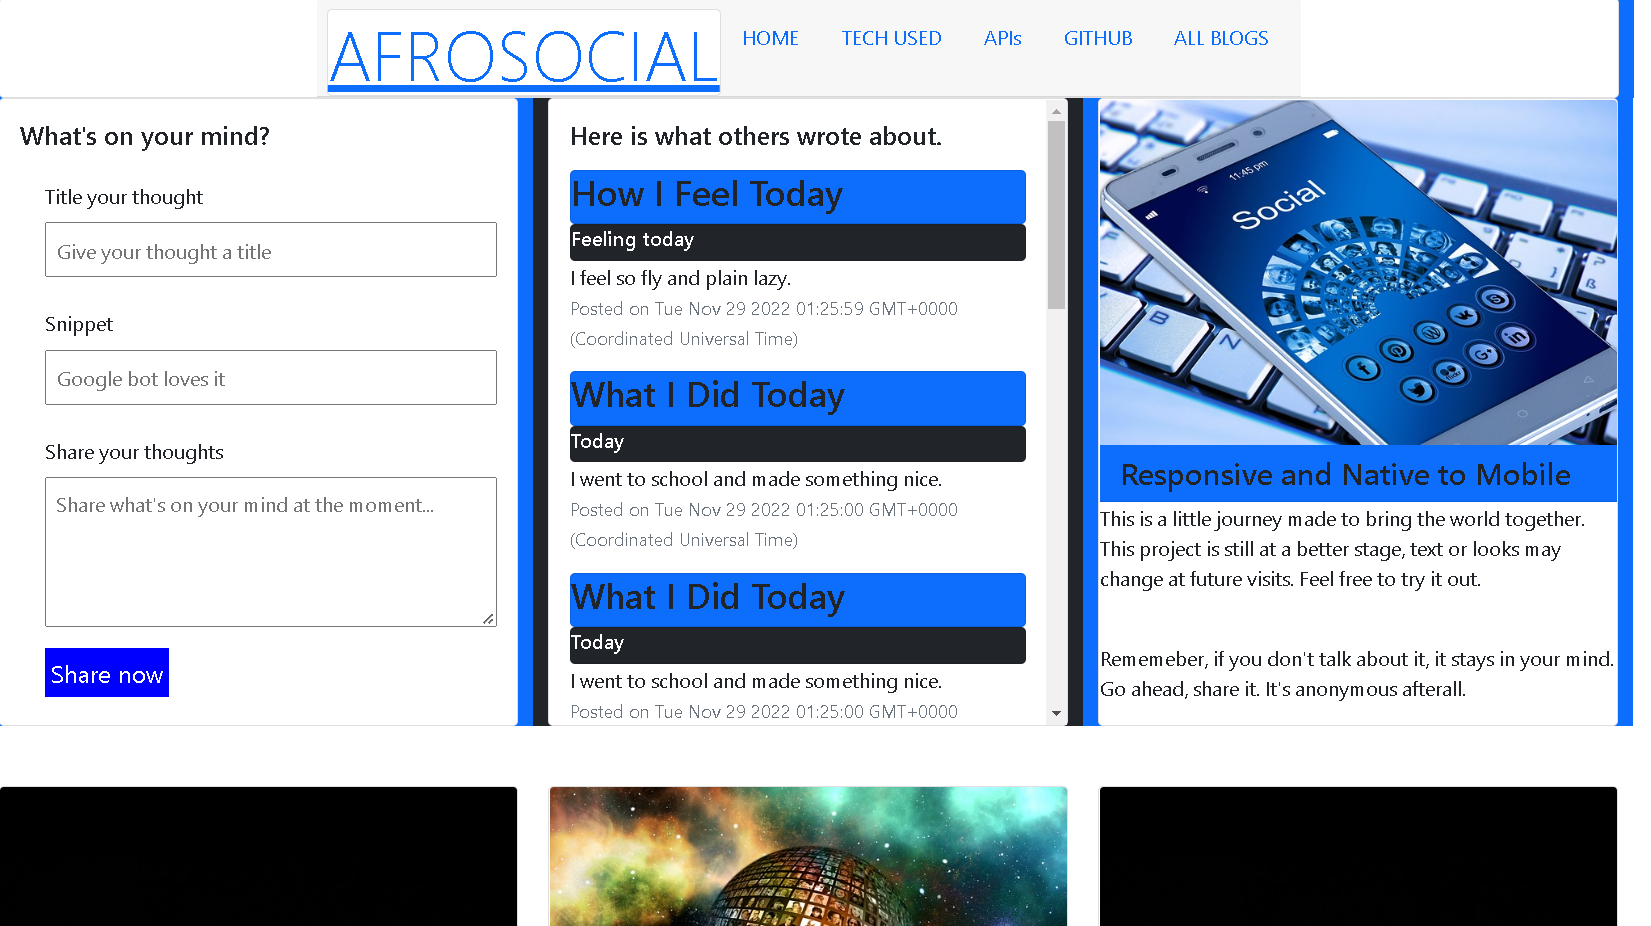 AFROSOCIAL
HOME
TECH USED
APIs
GITHUB
ALL BLOGS
What's on your mind?
Title your thought
Give your thought a title
Snippet
Google bot loves it
Share your thoughts
Share what's on your mind at the moment...
Share now
Here is what others wrote about.
How I Feel Today
Feeling today
I feel so fly and plain lazy.
Posted on Tue Nov 29 2022 01:25:59 GMT+0000
(Coordinated Universal Time)
What I Did Today
Today
I went to school and made something nice.
Posted on Tue Nov 29 2022 01:25:00 GMT+0000
(Coordinated Universal Time)
What I Did Today
Today
I went to school and made something nice.
Posted on Tue Nov 29 2022 01:25:00 GMT+0000
11:45 pm
Social
B
Responsive and Native to Mobile
This is a little journey made to bring the world together.
This project is still at a better stage, text or looks may
change at future visits. Feel free to try it out.
Rememeber, if you don't talk about it, it stays in your mind.
Go ahead, share it. It's anonymous afterall.